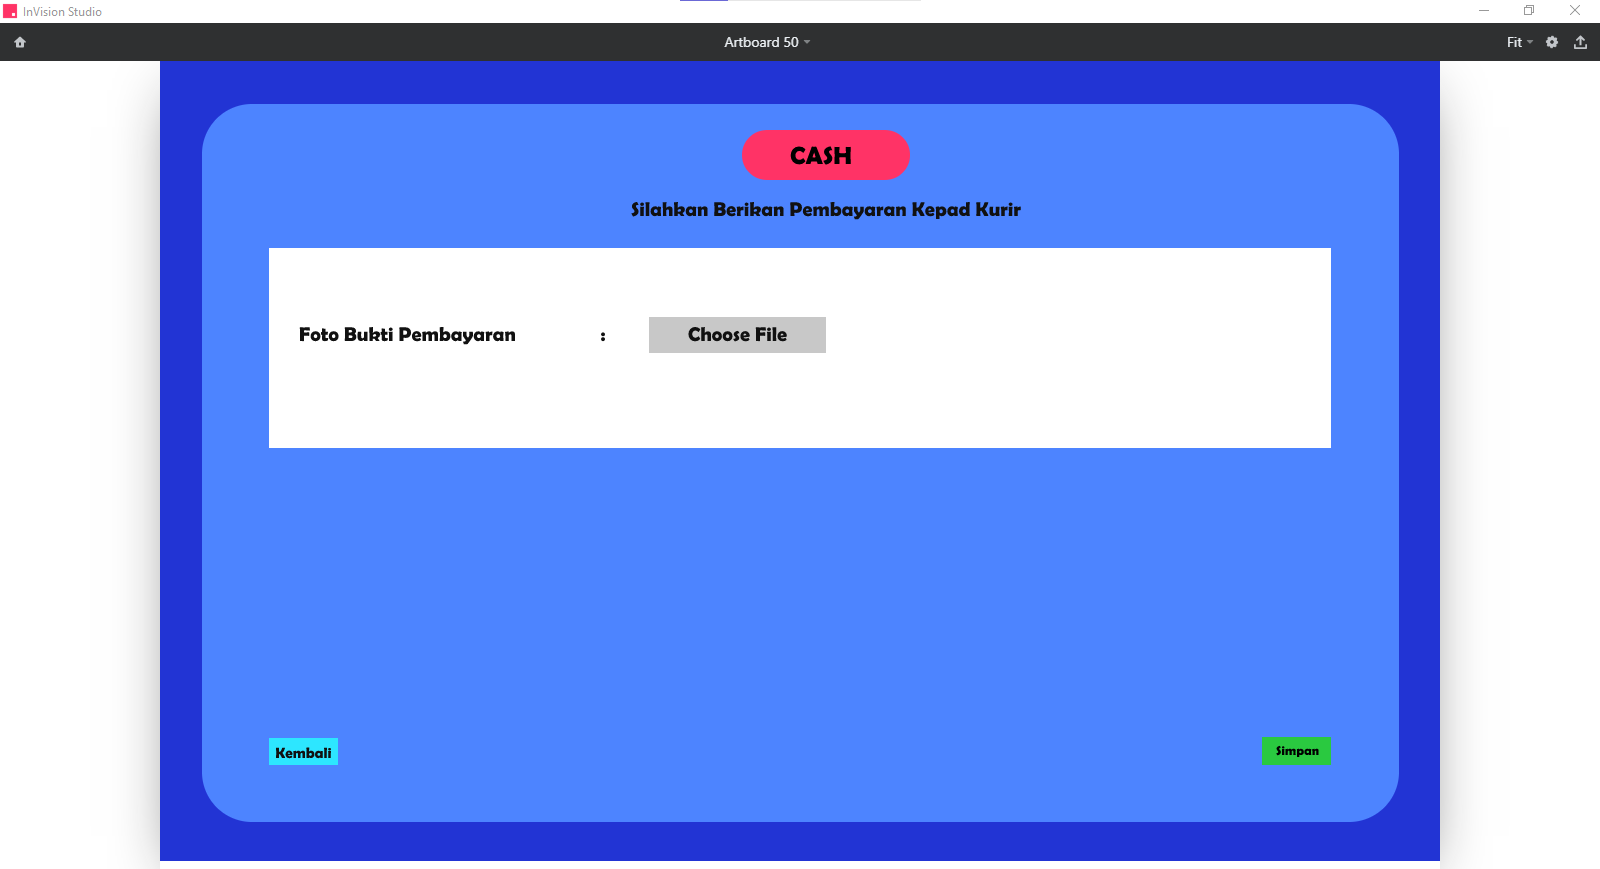 InVision Studio
Artboard 50
Fit
CASH
Silahkan Berikan Pembayaran Kepad Kurir
Foto Bukti Pembayaran : Choose File
Kembali
Simpan